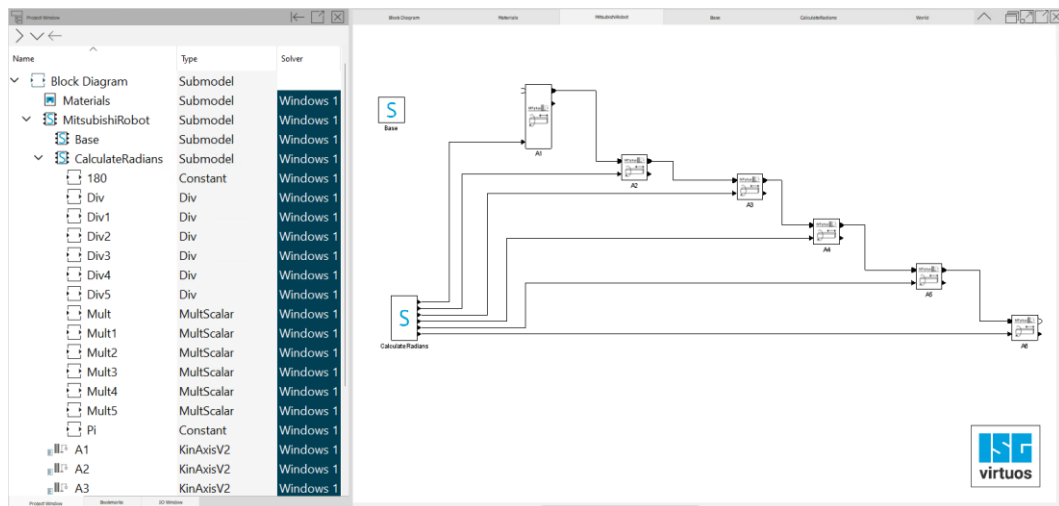 Project Window
Block Diagram Materials MitsubishiRobot Base CalculateRadians World
Name Type Solver
Block Diagram Submodel
Materials Submodel Windows 1
MitsubishiRobot Submodel Windows 1
Base Submodel Windows 1
CalculateRadians Submodel Windows 1
180 Constant Windows 1
Div Div Windows 1
Div1 Div Windows 1
Div2 Div Windows 1
Div3 Div Windows 1
Div4 Div Windows 1
Div5 Div Windows 1
Mult MultScalar Windows 1
Mult1 MultScalar Windows 1
Mult2 MultScalar Windows 1
Mult3 MultScalar Windows 1
Mult4 MultScalar Windows 1
Mult5 MultScalar Windows 1
Pi Constant Windows 1
A1 KinAxisV2 Windows 1
A2 KinAxisV2 Windows 1
A3 KinAxisV2 Windows 1
Project Window Bookmarks I/O Window
S
Base
A1
A2
A3
A4
A5
A6
S
CalculateRadians
ISG
virtuos